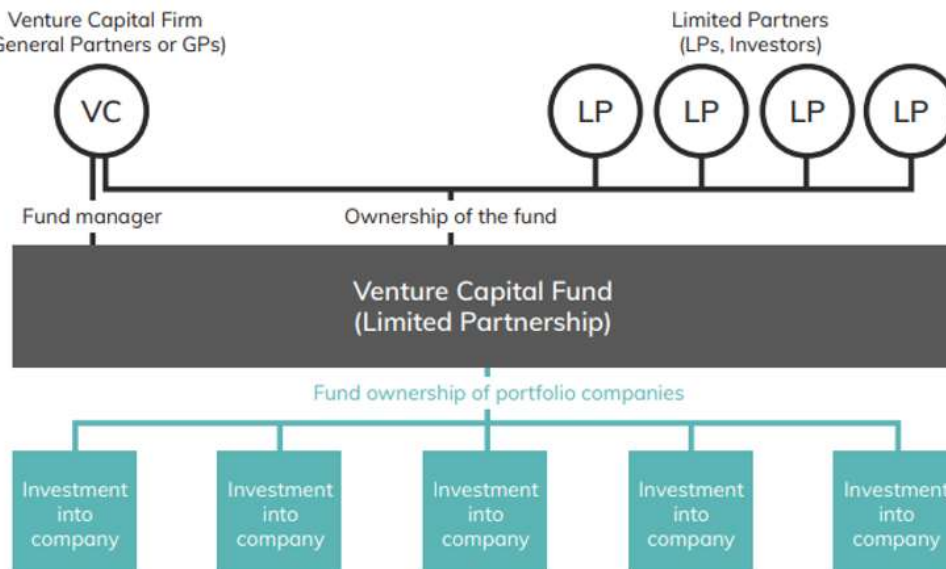 Venture Capital Firm
General Partners or GPs)
Limited Partners
(LPs, Investors)
VC
LP
LP
LP
LP
Fund manager
Ownership of the fund
Venture Capital Fund
(Limited Partnership)
Fund ownership of portfolio companies
Investment
into
company
Investment
into
company
Investment
into
company
Investment
into
company
Investment
into
company